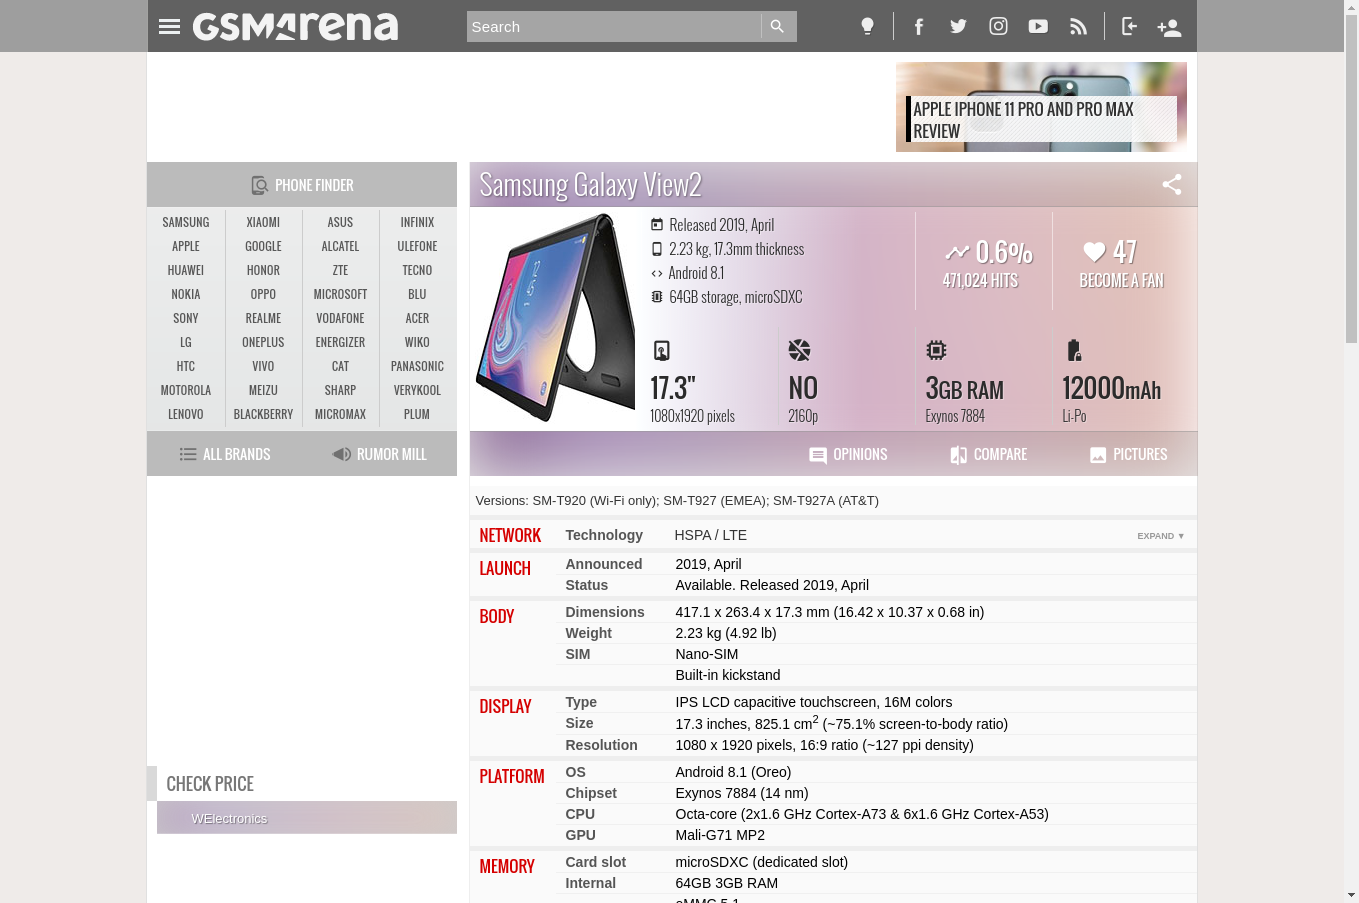 GSMArena
Search
APPLE IPHONE 11 PRO AND PRO MAX
REVIEW
PHONE FINDER
SAMSUNG XIAOMI ASUS INFINIX
APPLE GOOGLE ALCATEL ULEFONE
HUAWEI HONOR ZTE TECNO
NOKIA OPPO MICROSOFT BLU
SONY REALME VODAFONE ACER
LG ONEPLUS ENERGIZER WIKO
HTC VIVO CAT PANASONIC
MOTOROLA MEIZU SHARP VERYKOOL
LENOVO BLACKBERRY MICROMAX PLUM
ALL BRANDS RUMOR MILL
Samsung Galaxy View2
Released 2019, April
2.23 kg, 17.3mm thickness
Android 8.1
64GB storage, microSDXC
0.6%
471,024 HITS
47
BECOME A FAN
17.3"
1080x1920 pixels
NO
2160p
3GB RAM
Exynos 7884
12000mAh
Li-Po
OPINIONS COMPARE PICTURES
Versions: SM-T920 (Wi-Fi only); SM-T927 (EMEA); SM-T927A (AT&T)
NETWORK Technology HSPA / LTE EXPAND ▼
LAUNCH Announced 2019, April
Status Available. Released 2019, April
BODY Dimensions 417.1 x 263.4 x 17.3 mm (16.42 x 10.37 x 0.68 in)
Weight 2.23 kg (4.92 lb)
SIM Nano-SIM
Built-in kickstand
DISPLAY Type IPS LCD capacitive touchscreen, 16M colors
Size 17.3 inches, 825.1 cm2 (~75.1% screen-to-body ratio)
Resolution 1080 x 1920 pixels, 16:9 ratio (~127 ppi density)
PLATFORM OS Android 8.1 (Oreo)
Chipset Exynos 7884 (14 nm)
CPU Octa-core (2x1.6 GHz Cortex-A73 & 6x1.6 GHz Cortex-A53)
GPU Mali-G71 MP2
MEMORY Card slot microSDXC (dedicated slot)
Internal 64GB 3GB RAM
eMMC 5.1
CHECK PRICE
WElectronics